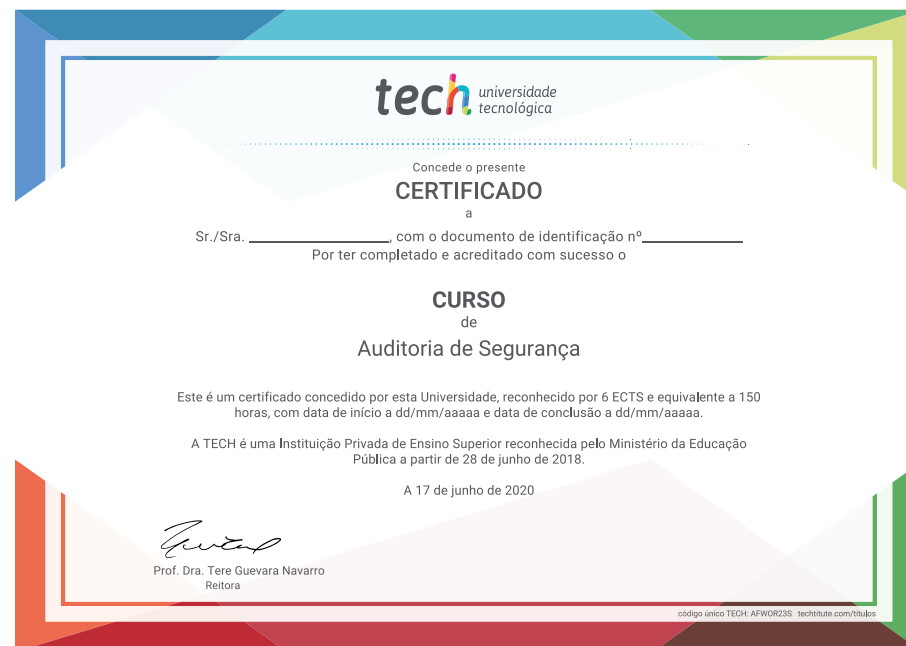 tech universidade
tecnológica
Concede o presente
CERTIFICADO
a
Sr./Sra. ________________, com o documento de identificação nº____________
Por ter completado e acreditado com sucesso o
CURSO
de
Auditoria de Segurança
Este é um certificado concedido por esta Universidade, reconhecido por 6 ECTS e equivalente a 150
horas, com data de início a dd/mm/aaaaa e data de conclusão a dd/mm/aaaaa.
A TECH é uma Instituição Privada de Ensino Superior reconhecida pelo Ministério da Educação
Pública a partir de 28 de junho de 2018.
A 17 de junho de 2020
Prof. Dra. Tere Guevara Navarro
Reitora
código único TECH: AFWOR23S techtitute.com/titulos